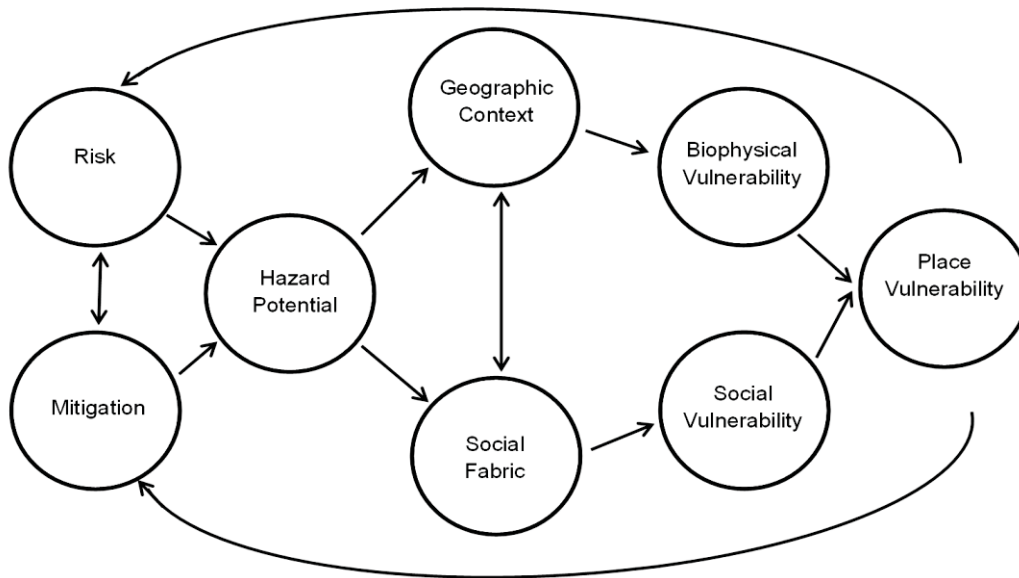 Risk
Mitigation
Hazard
Potential
Geographic
Context
Social
Fabric
Biophysical
Vulnerability
Social
Vulnerability
Place
Vulnerability